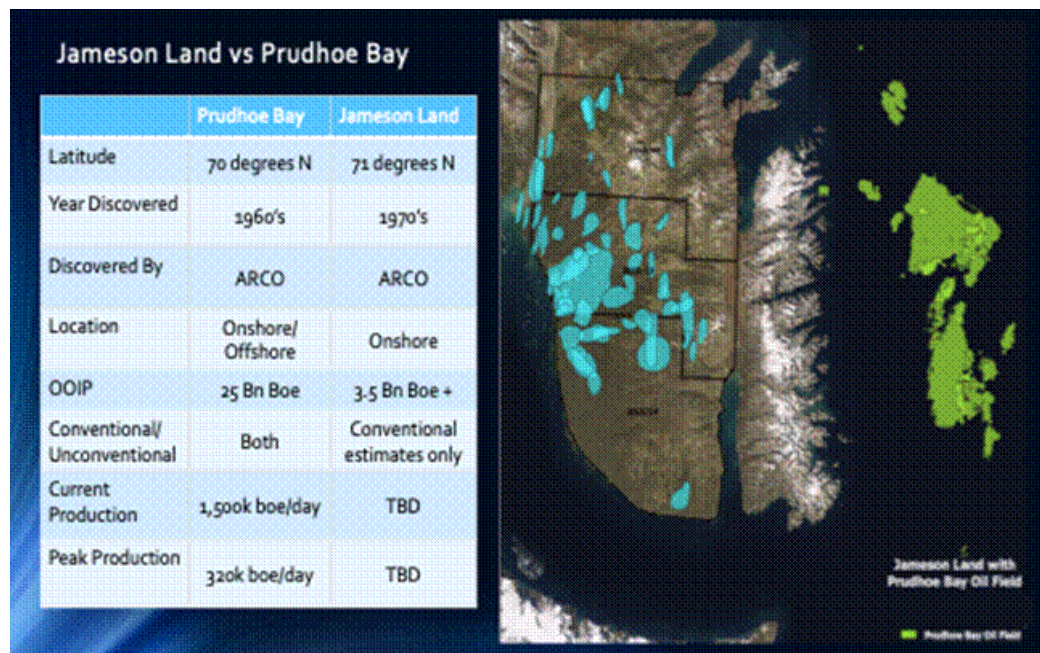 Jameson Land vs Prudhoe Bay
Prudhoe Bay Jameson Land
Latitude 70 degrees N 71 degrees N
Year Discovered 1960's 1970's
Discovered By ARCO ARCO
Location Onshore/ Onshore
Offshore
OOIP 25 Bn Boe 3.5 Bn Boe +
Conventional/ Both Conventional
Unconventional estimates only
Current 1,500k boe/day TBD
Production
Peak Production 320k boe/day TBD
Jameson Land with
Prudhoe Bay Oil Field
Prudhoe Bay Oil Field